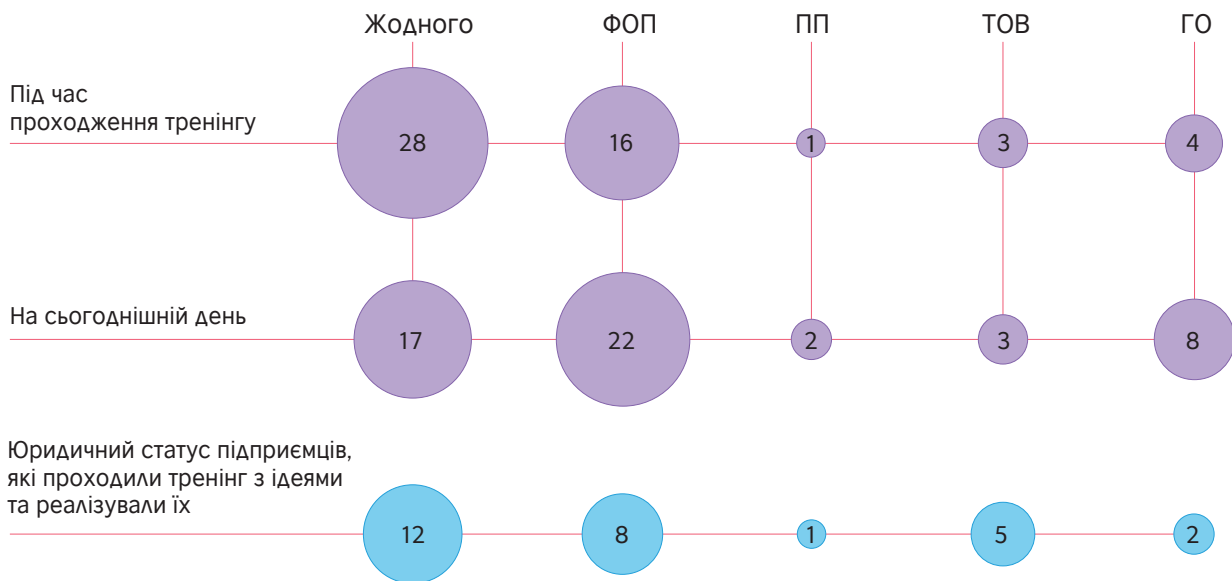 Жодного ФОП ПП ТОВ ГО
Під час
проходження тренінгу
28 16 1 3 4
На сьогоднішній день
17 22 2 3 8
Юридичний статус підприємців,
які проходили тренінг з ідеями
та реалізували їх
12 8 1 5 2